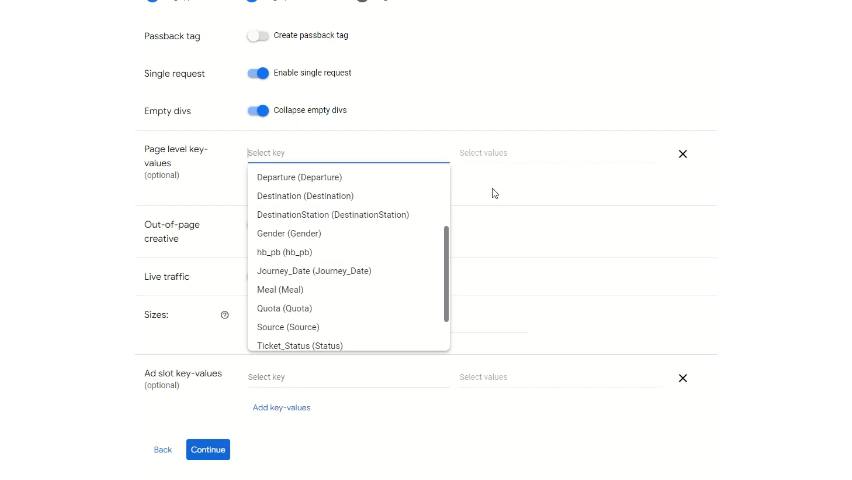 Passback tag
Create passback tag
Single request
Enable single request
Empty divs
Collapse empty divs
Page level key-
values
(optional)
Select key
Select values
Departure (Departure)
Destination (Destination)
DestinationStation (DestinationStation)
Gender (Gender)
hb_pb (hb_pb)
Journey_Date (Journey_Date)
Meal (Meal)
Quota (Quota)
Source (Source)
Ticket_Status (Status)
Out-of-page
creative
Live traffic
Sizes:
Ad slot key-values
(optional)
Select key
Select values
Add key-values
Back
Continue